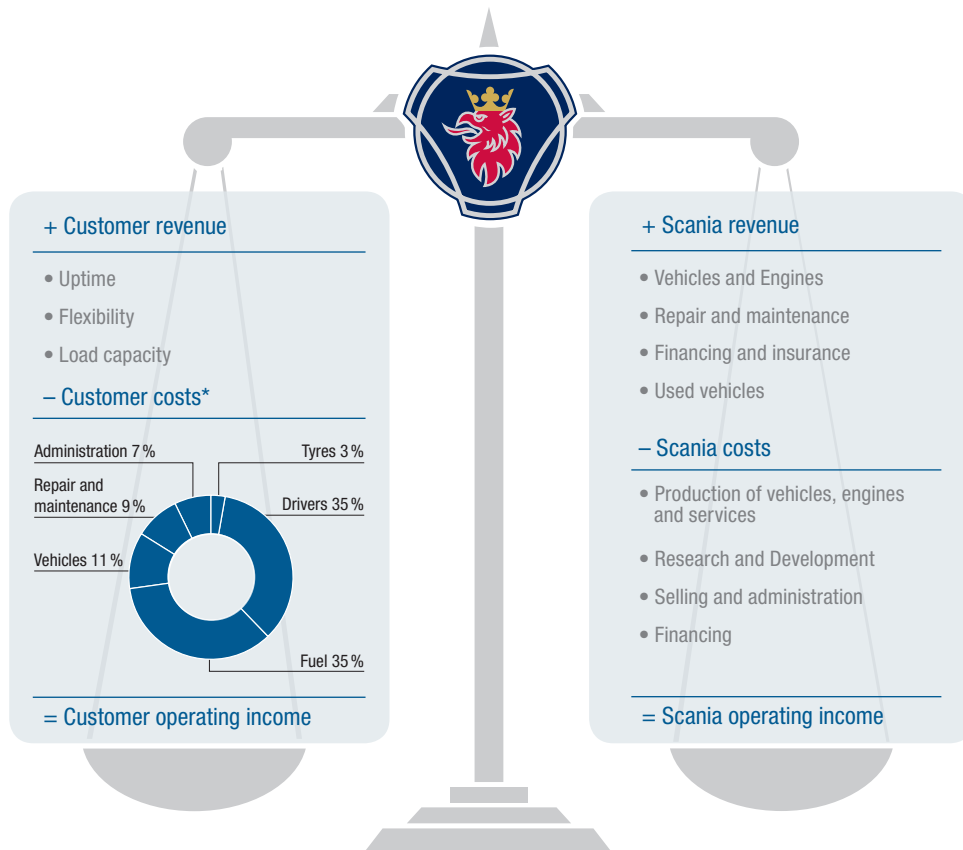 + Customer revenue
• Uptime
• Flexibility
• Load capacity
– Customer costs*
Administration 7 %
Tyres 3 %
Repair and
maintenance 9 %
Drivers 35 %
Vehicles 11 %
Fuel 35 %
= Customer operating income
+ Scania revenue
• Vehicles and Engines
• Repair and maintenance
• Financing and insurance
• Used vehicles
– Scania costs
• Production of vehicles, engines
and services
• Research and Development
• Selling and administration
• Financing
= Scania operating income